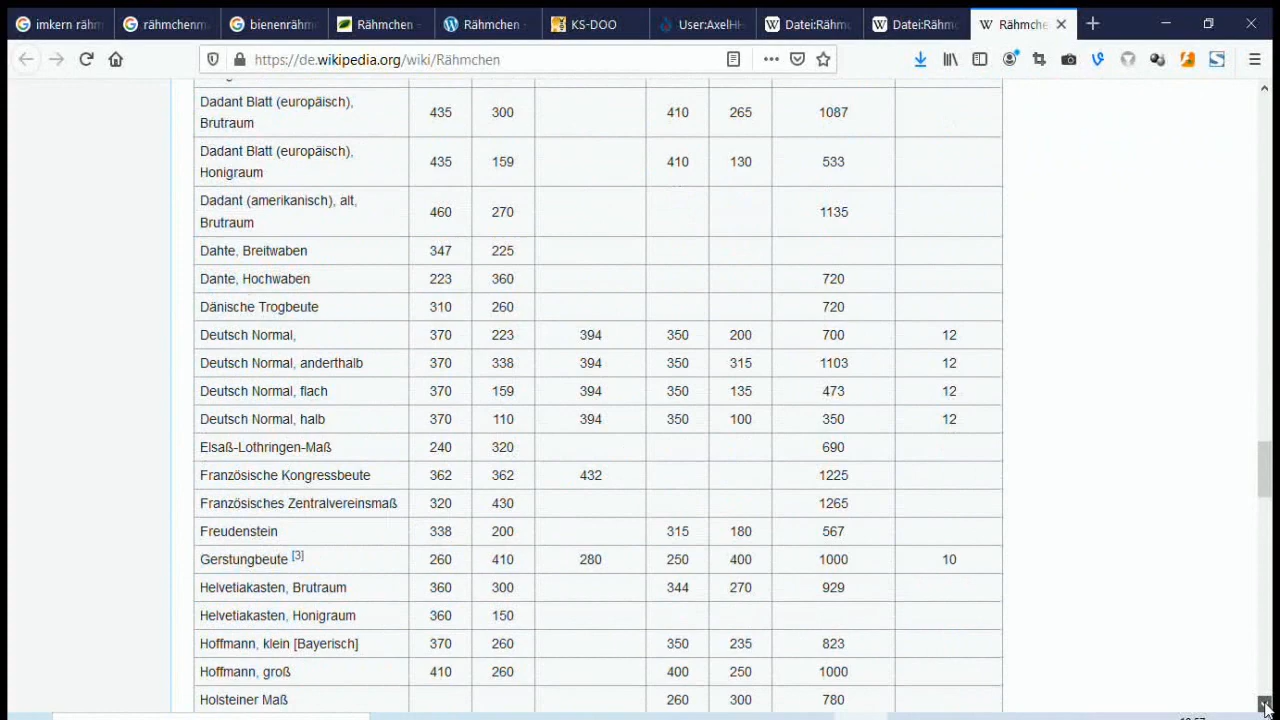 imkern rähm
rähmchenm
bienenrähm
Rähmchen -
Rähmchen -
KS-DOO
User:AxelHH
Datei:Rähm
Datei:Rähm
Rähmche
https://de.wikipedia.org/wiki/Rähmchen
Dadant Blatt (europäisch), Brutraum 435 300 410 265 1087
Dadant Blatt (europäisch), Honigraum 435 159 410 130 533
Dadant (amerikanisch), alt, Brutraum 460 270 1135
Dahte, Breitwaben 347 225
Dante, Hochwaben 223 360 720
Dänische Trogbeute 310 260 720
Deutsch Normal, 370 223 394 350 200 700 12
Deutsch Normal, anderthalb 370 338 394 350 315 1103 12
Deutsch Normal, flach 370 159 394 350 135 473 12
Deutsch Normal, halb 370 110 394 350 100 350 12
Elsaß-Lothringen-Maß 240 320 690
Französische Kongressbeute 362 362 432 1225
Französisches Zentralvereinsmaß 320 430 1265
Freudenstein 338 200 315 180 567
Gerstungbeute [3] 260 410 280 250 400 1000 10
Helvetiakasten, Brutraum 360 300 344 270 929
Helvetiakasten, Honigraum 360 150
Hoffmann, klein [Bayerisch] 370 260 350 235 823
Hoffmann, groß 410 260 400 250 1000
Holsteiner Maß 260 300 780